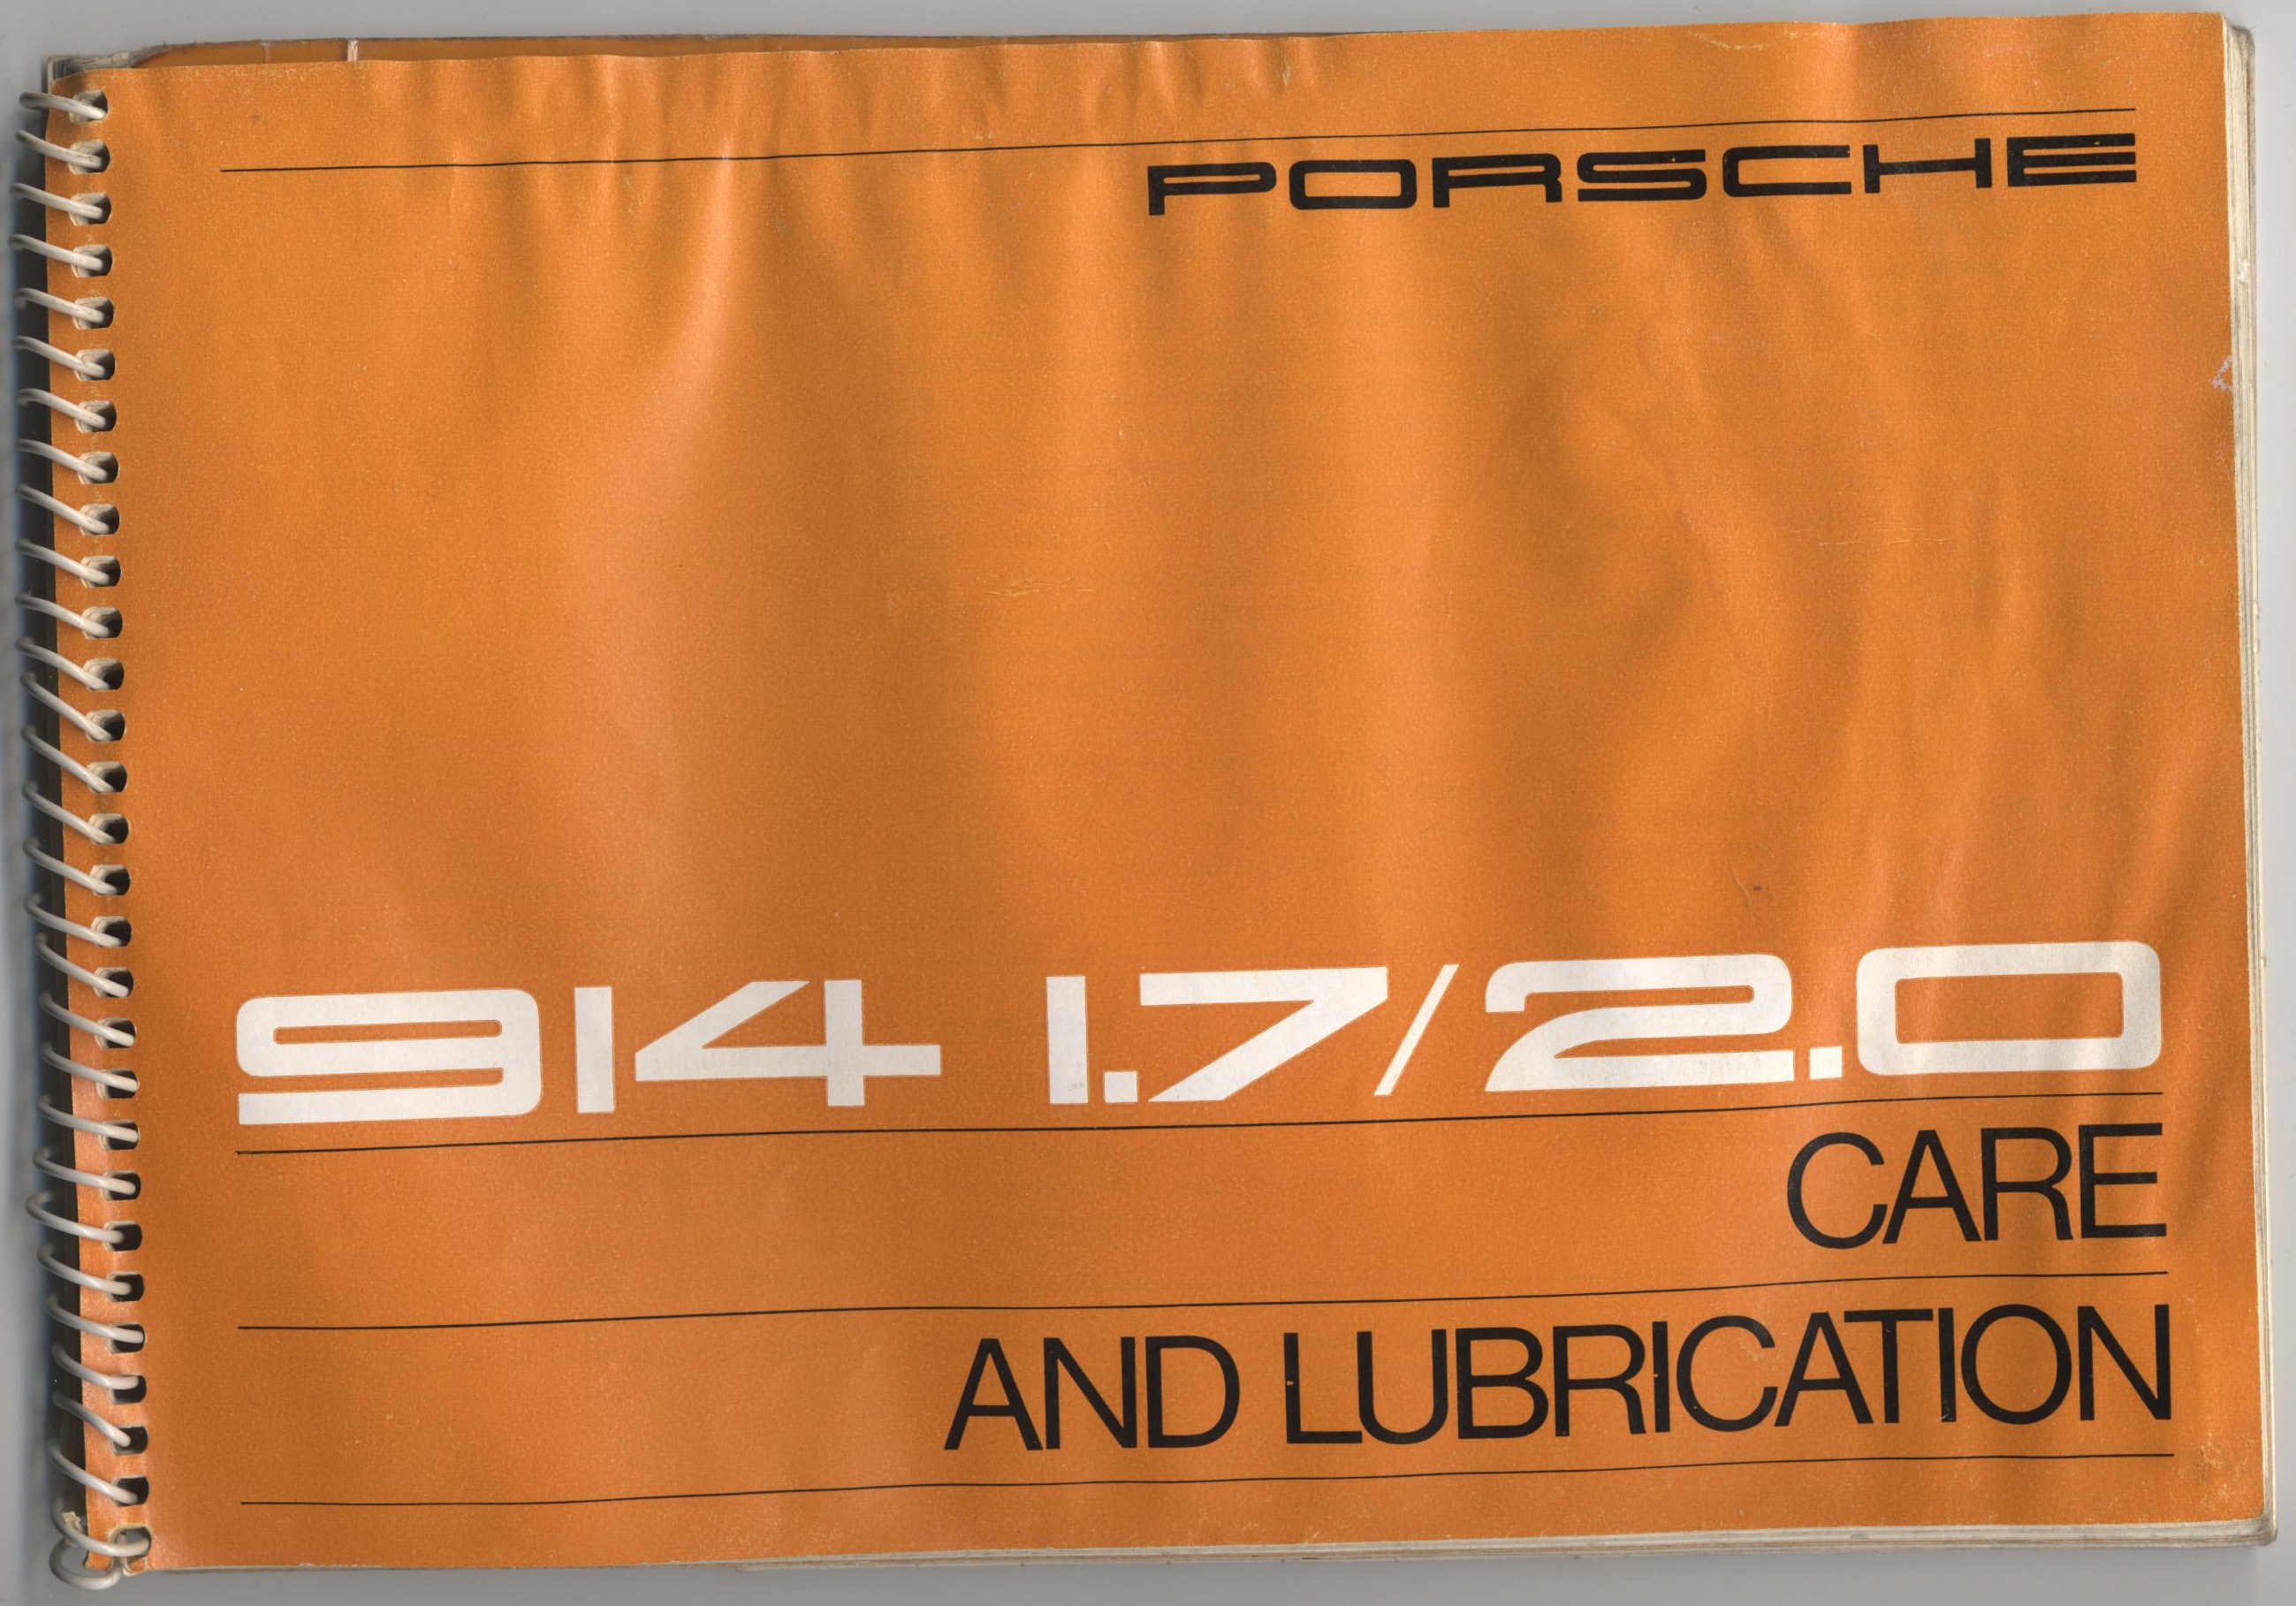 PORSCHE
914 1.7/2.0
CARE
AND LUBRICATION